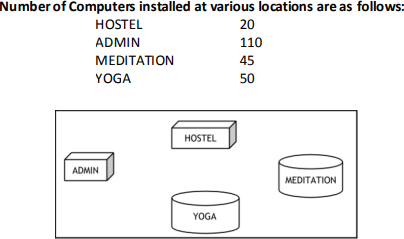 Number of Computers installed at various locations are as follows:
HOSTEL 20
ADMIN 110
MEDITATION 45
YOGA 50
HOSTEL
ADMIN
MEDITATION
YOGA